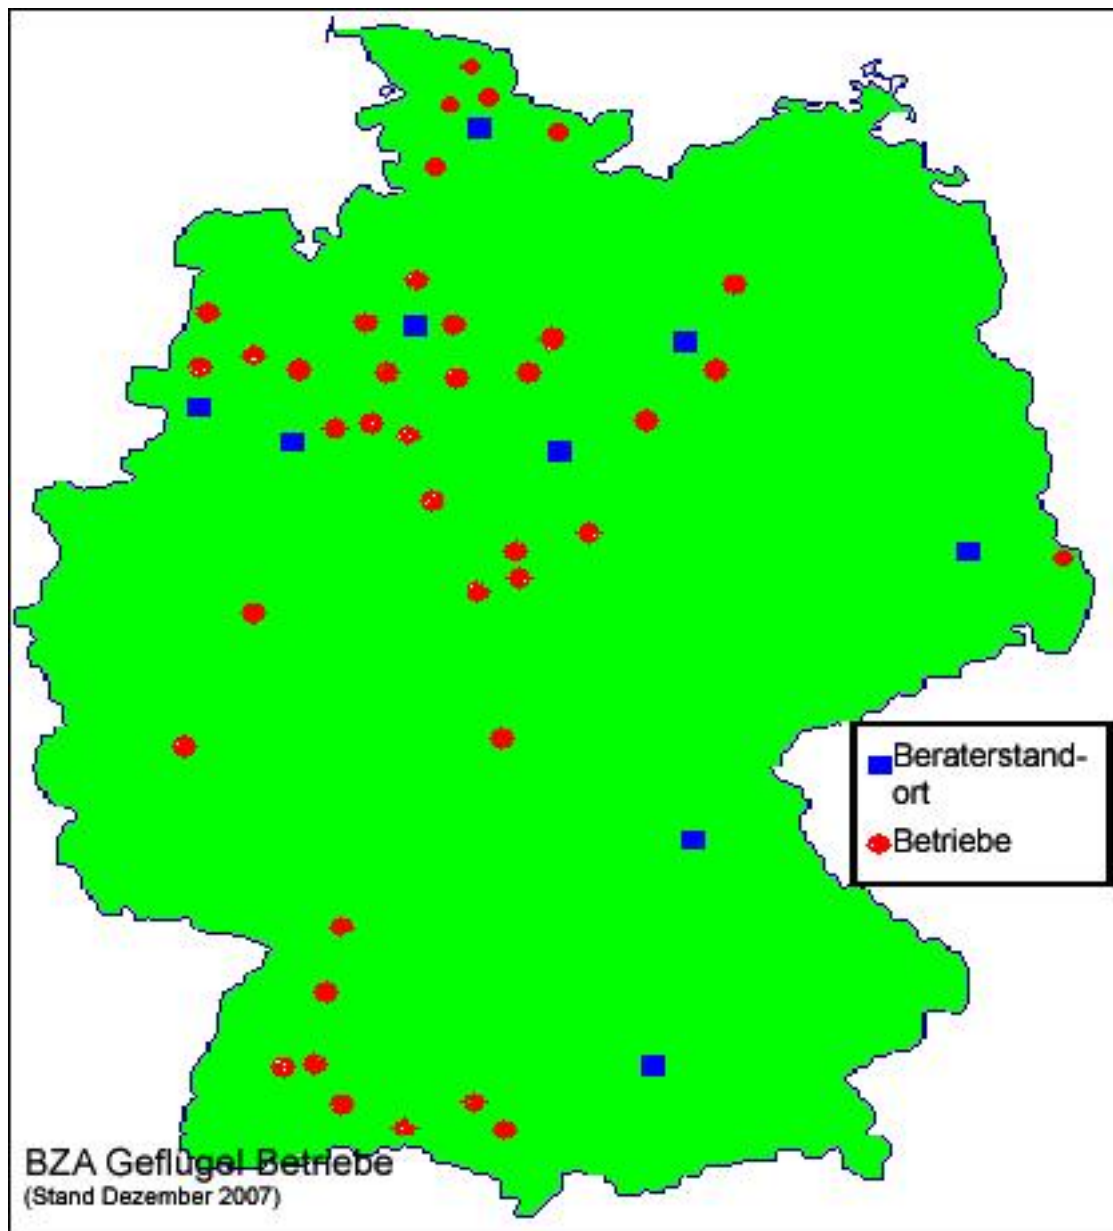 Beraterstand-
ort
Betriebe
BZA Geflügel Betriebe
(Stand Dezember 2007)